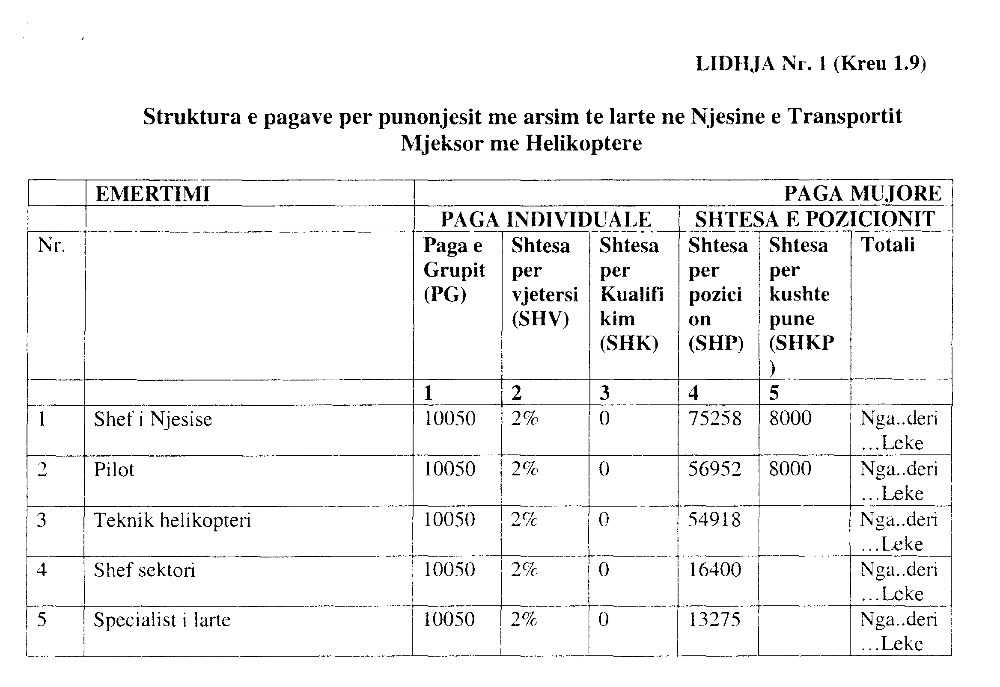 LIDHJA Nr. 1 (Kreu 1.9)
Struktura e pagave per punonjesit me arsim te larte ne Njesine e Transportit
Mjeksor me Helikoptere
EMERTIMI PAGA MUJORE
PAGA INDIVIDUALE SHTESA E POZICIONIT
Nr. Paga e Shtesa Shtesa Shtesa Shtesa Totali
Grupit per per per per
(PG) vjetersi Kualifi pozici kushte
(SHV) kim on pune
(SHK) (SHP) (SHKP
)
1 2 3 4 5
1 Shef i Njesise 10050 2% 0 75258 8000 Nga..deri
...Leke
2 Pilot 10050 2% 0 56952 8000 Nga..deri
...Leke
3 Teknik helikopteri 10050 2% 0 54918 Nga..deri
...Leke
4 Shef sektori 10050 2% 0 16400 Nga..deri
...Leke
5 Specialist i larte 10050 2% 0 13275 Nga..deri
...Leke